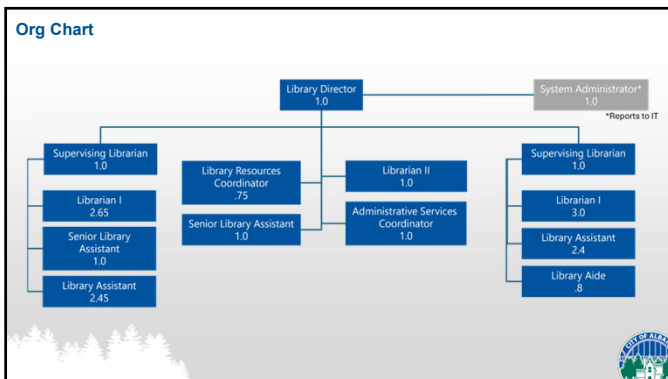 Org Chart
Library Director
1.0
System Administrator*
1.0
*Reports to IT
Supervising Librarian
1.0
Librarian I
2.65
Senior Library
Assistant
1.0
Library Assistant
2.45
Library Resources
Coordinator
.75
Senior Library Assistant
1.0
Librarian II
1.0
Administrative Services
Coordinator
1.0
Supervising Librarian
1.0
Librarian I
3.0
Library Assistant
2.4
Library Aide
.8
CITY OF ALBA